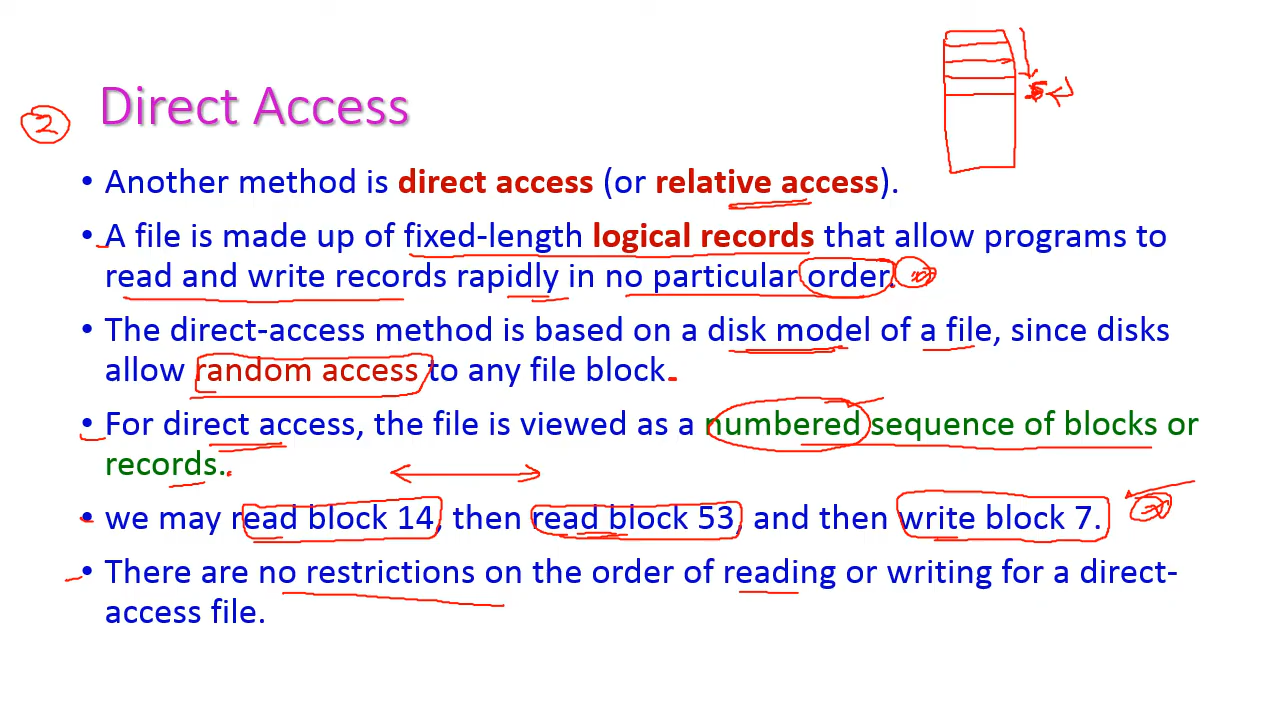 ② Direct Access
• Another method is direct access (or relative access).
• A file is made up of fixed-length logical records that allow programs to
read and write records rapidly in no particular order.
• The direct-access method is based on a disk model of a file, since disks
allow random access to any file block.
• For direct access, the file is viewed as a numbered sequence of blocks or
records.
• we may read block 14, then read block 53, and then write block 7.
• There are no restrictions on the order of reading or writing for a direct-
access file.